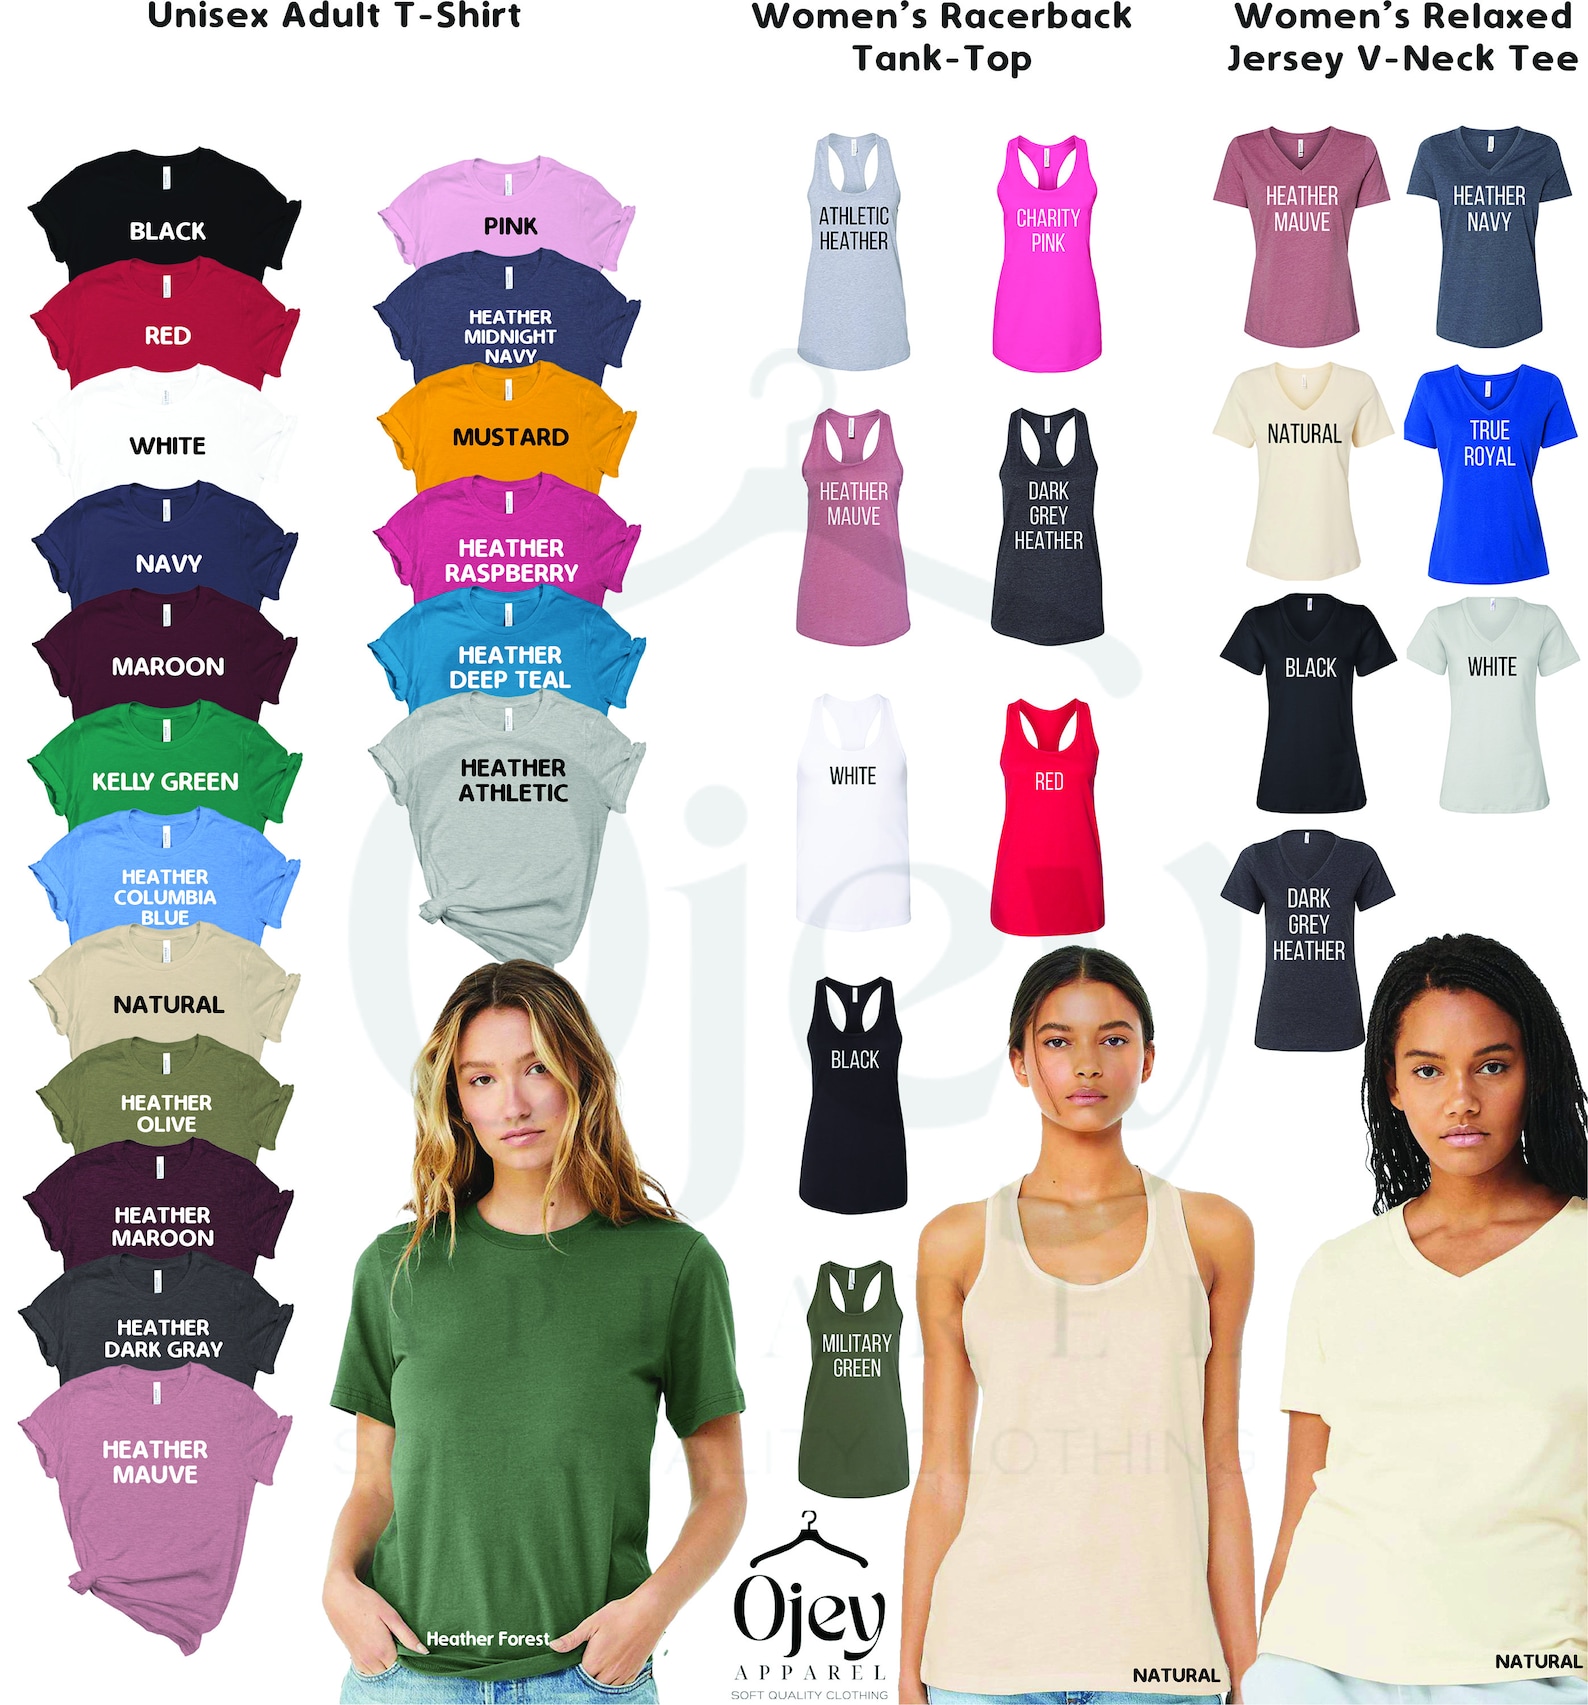 Unisex Adult T-Shirt
BLACK
RED
WHITE
NAVY
MAROON
KELLY GREEN
HEATHER
COLUMBIA
BLUE
NATURAL
HEATHER
OLIVE
HEATHER
MAROON
HEATHER
DARK GRAY
HEATHER
MAUVE
PINK
HEATHER
MIDNIGHT
NAVY
MUSTARD
HEATHER
RASPBERRY
HEATHER
DEEP TEAL
HEATHER
ATHLETIC
Heather Forest
Women's Racerback
Tank-Top
ATHLETIC
HEATHER
CHARITY
PINK
HEATHER
MAUVE
DARK
GREY
HEATHER
WHITE
RED
BLACK
MILITARY
GREEN
NATURAL
Women's Relaxed
Jersey V-Neck Tee
HEATHER
MAUVE
HEATHER
NAVY
NATURAL
TRUE
ROYAL
BLACK
WHITE
DARK
GREY
HEATHER
NATURAL
Ojey
APPAREL
SOFT QUALITY CLOTHING
Ojey